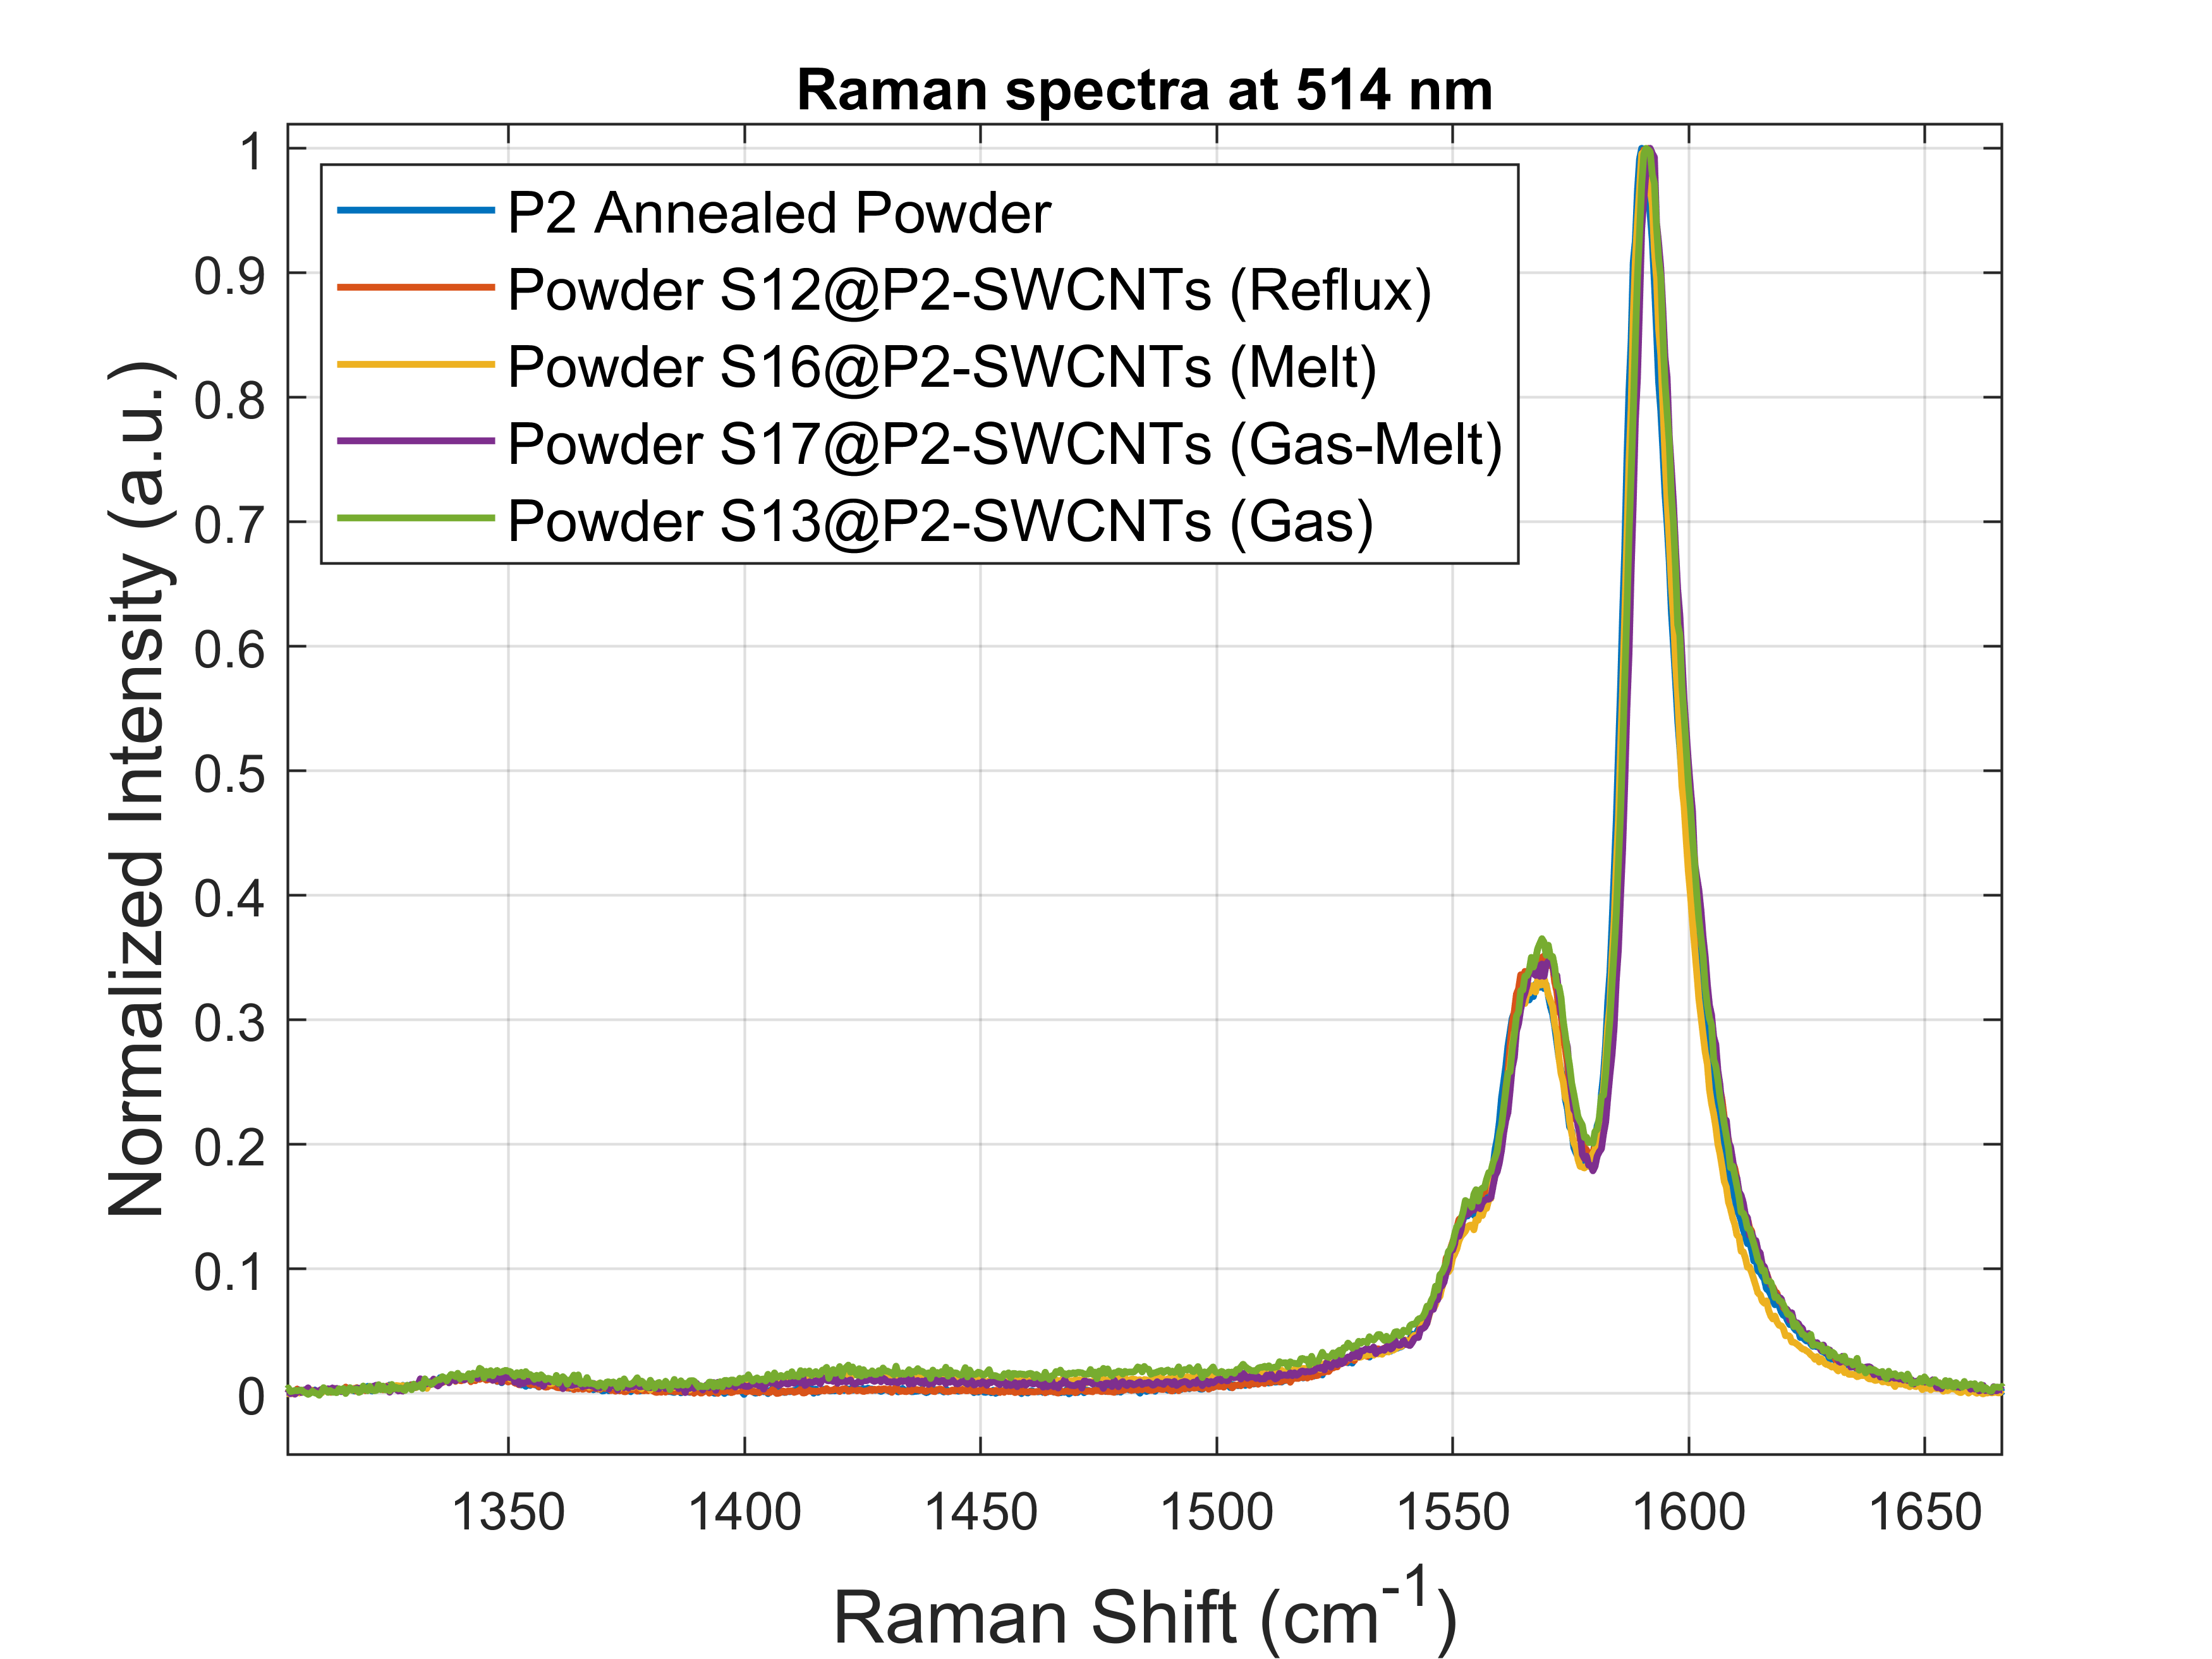 Raman spectra at 514 nm
P2 Annealed Powder
Powder S12@P2-SWCNTs (Reflux)
Powder S16@P2-SWCNTs (Melt)
Powder S17@P2-SWCNTs (Gas-Melt)
Powder S13@P2-SWCNTs (Gas)
Normalized Intensity (a.u.)
1
0.9
0.8
0.7
0.6
0.5
0.4
0.3
0.2
0.1
0
1350 1400 1450 1500 1550 1600 1650
Raman Shift (cm⁻¹)